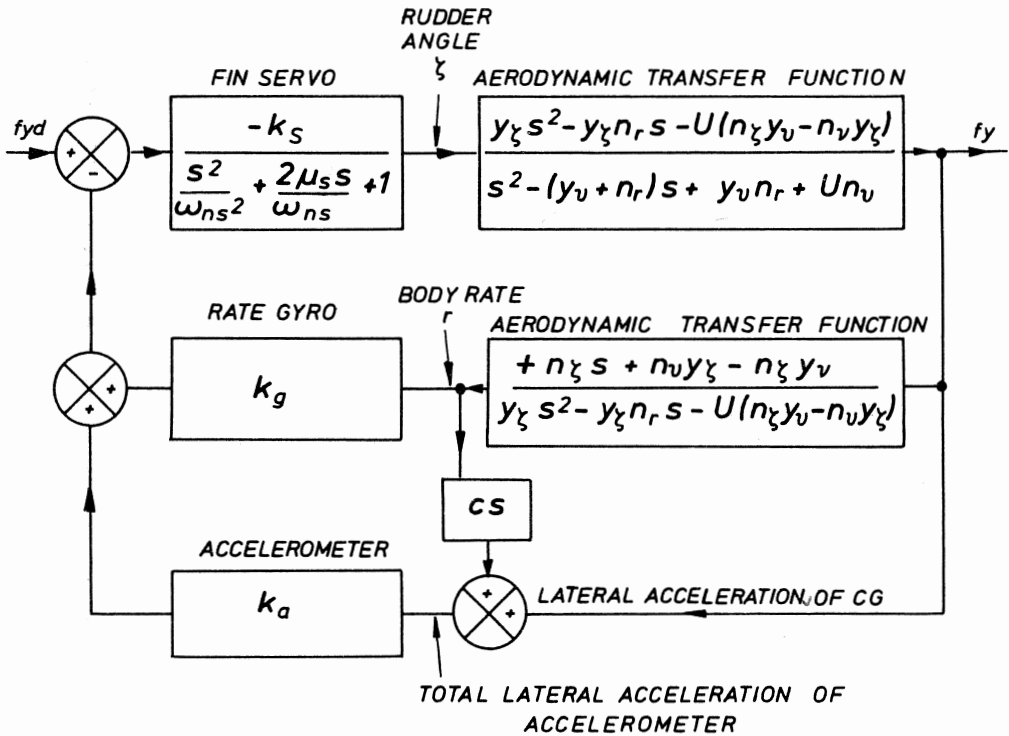 RUDDER
ANGLE
ζ
FIN SERVO
AERODYNAMIC TRANSFER FUNCTION
fyd
+
-
-k_S
s²/ω_ns² + 2μ_s s/ω_ns + 1
y_ζ s² - y_ζ n_r s - U(n_ζ y_υ - n_υ y_ζ)
s² - (y_υ + n_r)s + y_υ n_r + U n_υ
fy
RATE GYRO
BODY RATE
r
AERODYNAMIC TRANSFER FUNCTION
+
+
k_g
+ n_ζ s + n_υ y_ζ - n_ζ y_υ
y_ζ s² - y_ζ n_r s - U(n_ζ y_υ - n_υ y_ζ)
cs
ACCELEROMETER
k_a
+
+
LATERAL ACCELERATION OF CG
TOTAL LATERAL ACCELERATION OF
ACCELEROMETER